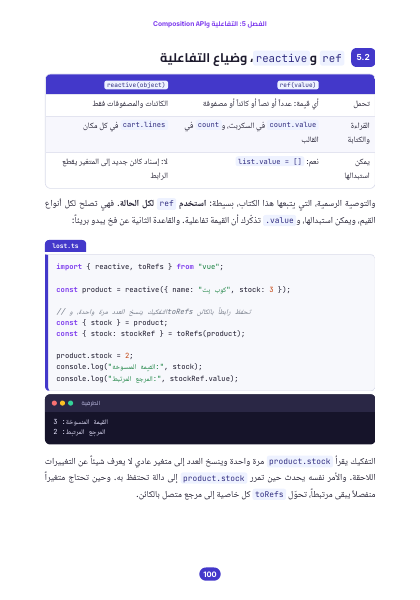 الفصل 5: التفاعلية وComposition API
5.2 ref وreactive، وضياع التفاعلية
ref(value) reactive(object)
تحمل أي قيمة: عدداً أو نصاً أو كائناً أو مصفوفة الكائنات والمصفوفات فقط
القراءة count.value في السكربت، و count في cart.lines في كل مكان
والكتابة القالب
يمكن نعم: list.value = [] لا: إسناد كائن جديد إلى المتغير يقطع
استبدالها الرابط
والتوصية الرسمية، التي يتبعها هذا الكتاب، بسيطة: استخدم ref لكل الحالة. فهي تصلح لكل أنواع
القيم، ويمكن استبدالها، و .value تذكّرك أن القيمة تفاعلية. والقاعدة الثانية عن فخ يبدو بريئاً:
lost.ts
import { reactive, toRefs } from "vue";
const product = reactive({ name: "كوب بن", stock: 3 });
// التفكيك ينسخ العدد مرة واحدة، و toRefs تحفظ رابطاً بالكائن
const { stock } = product;
const { stock: stockRef } = toRefs(product);
product.stock = 2;
console.log("القيمة المنسوخة:", stock);
console.log("المرجع المرتبط:", stockRef.value);
الطرفية
القيمة المنسوخة: 3
المرجع المرتبط: 2
التفكيك يقرأ product.stock مرة واحدة وينسخ العدد إلى متغير عادي لا يعرف شيئاً عن التغييرات
اللاحقة. والأمر نفسه يحدث حين تمرر product.stock إلى دالة تحتفظ به. وحين تحتاج متغيراً
منفصلاً يبقى مرتبطاً، تحوّل toRefs كل خاصية إلى مرجع متصل بالكائن.
100